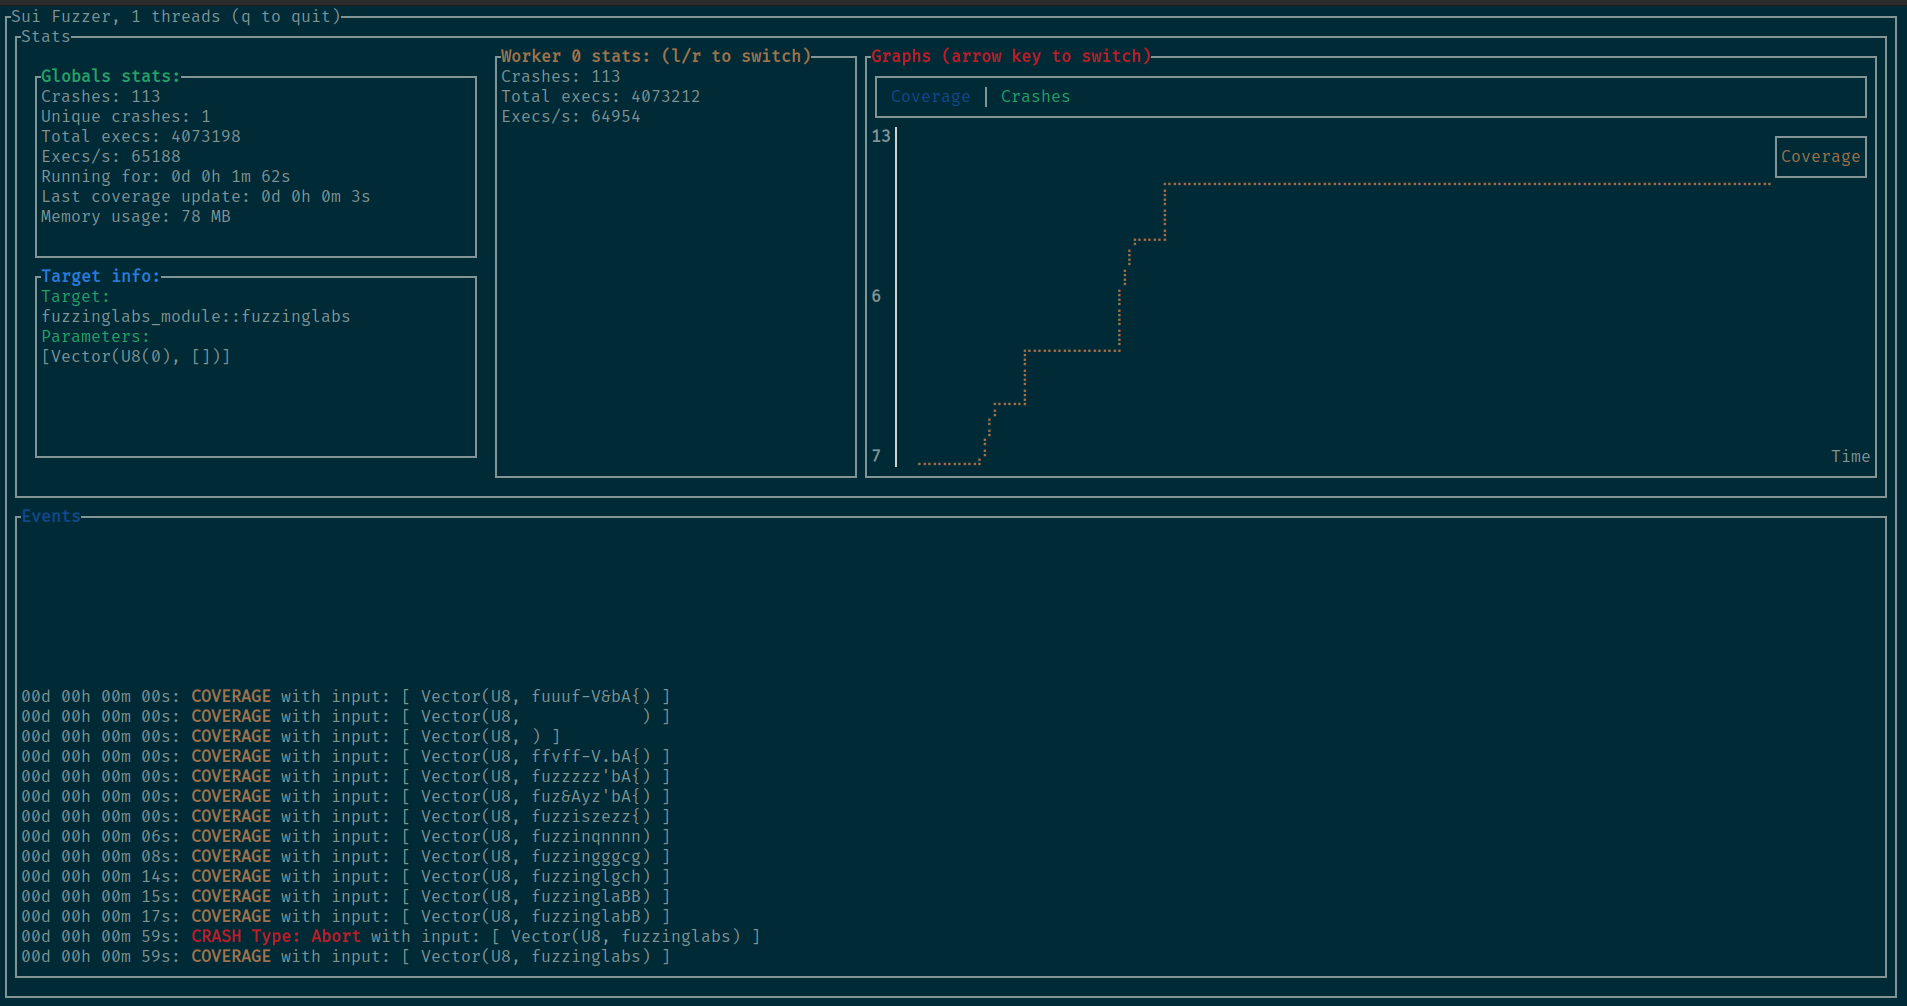 Sui Fuzzer, 1 threads (q to quit)
Stats
Globals stats:
Crashes: 113
Unique crashes: 1
Total execs: 4073198
Execs/s: 65188
Running for: 0d 0h 1m 62s
Last coverage update: 0d 0h 0m 3s
Memory usage: 78 MB
Target info:
Target:
fuzzinglabs_module::fuzzinglabs
Parameters:
[Vector(U8(0), [])]
Worker 0 stats: (l/r to switch)
Crashes: 113
Total execs: 4073212
Execs/s: 64954
Graphs (arrow key to switch)
Coverage | Crashes
13
Coverage
6
7
Time
Events
00d 00h 00m 00s: COVERAGE with input: [ Vector(U8, fuuuf-V&bA{) ]
00d 00h 00m 00s: COVERAGE with input: [ Vector(U8,            ) ]
00d 00h 00m 00s: COVERAGE with input: [ Vector(U8, ) ]
00d 00h 00m 00s: COVERAGE with input: [ Vector(U8, ffvff-V.bA{) ]
00d 00h 00m 00s: COVERAGE with input: [ Vector(U8, fuzzzzz'bA{) ]
00d 00h 00m 00s: COVERAGE with input: [ Vector(U8, fuz&Ayz'bA{) ]
00d 00h 00m 00s: COVERAGE with input: [ Vector(U8, fuzziszezz{) ]
00d 00h 00m 06s: COVERAGE with input: [ Vector(U8, fuzzinqnnnn) ]
00d 00h 00m 08s: COVERAGE with input: [ Vector(U8, fuzzingggcg) ]
00d 00h 00m 14s: COVERAGE with input: [ Vector(U8, fuzzinglgch) ]
00d 00h 00m 15s: COVERAGE with input: [ Vector(U8, fuzzinglaBB) ]
00d 00h 00m 17s: COVERAGE with input: [ Vector(U8, fuzzinglabB) ]
00d 00h 00m 59s: CRASH Type: Abort with input: [ Vector(U8, fuzzinglabs) ]
00d 00h 00m 59s: COVERAGE with input: [ Vector(U8, fuzzinglabs) ]